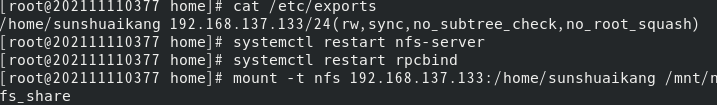 [root@202111110377 home]# cat /etc/exports
/home/sunshuaikang 192.168.137.133/24(rw,sync,no_subtree_check,no_root_squash)
[root@202111110377 home]# systemctl restart nfs-server
[root@202111110377 home]# systemctl restart rpcbind
[root@202111110377 home]# mount -t nfs 192.168.137.133:/home/sunshuaikang /mnt/n
fs_share